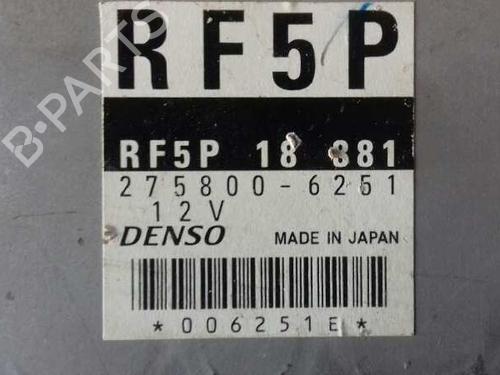 RF5P
RF5P 18 881
275800-6251
12V
DENSO MADE IN JAPAN
*006251E*
B-PARTS